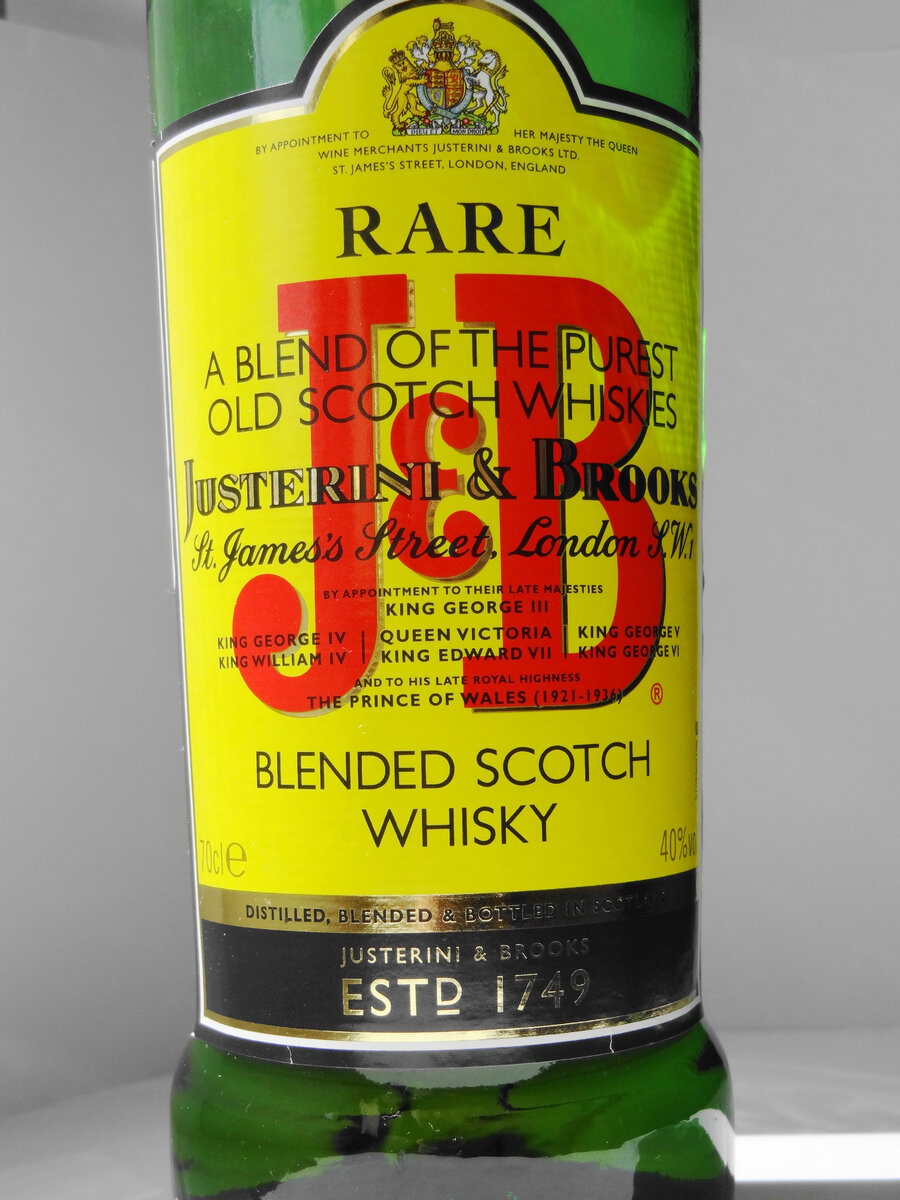 DIEU ET MON DROIT
BY APPOINTMENT TO HER MAJESTY THE QUEEN
WINE MERCHANTS JUSTERINI & BROOKS LTD.
ST. JAMES'S STREET, LONDON, ENGLAND
RARE
J&B
A BLEND OF THE PUREST
OLD SCOTCH WHISKIES
JUSTERINI & BROOKS
St. James's Street, London S.W.1
BY APPOINTMENT TO THEIR LATE MAJESTIES
KING GEORGE III
KING GEORGE IV | QUEEN VICTORIA | KING GEORGE V
KING WILLIAM IV | KING EDWARD VII | KING GEORGE VI
AND TO HIS LATE ROYAL HIGHNESS
THE PRINCE OF WALES (1921-1936)
®
BLENDED SCOTCH
WHISKY
70cl e 40% vol
DISTILLED, BLENDED & BOTTLED IN SCOTLAND
JUSTERINI & BROOKS
ESTD 1749